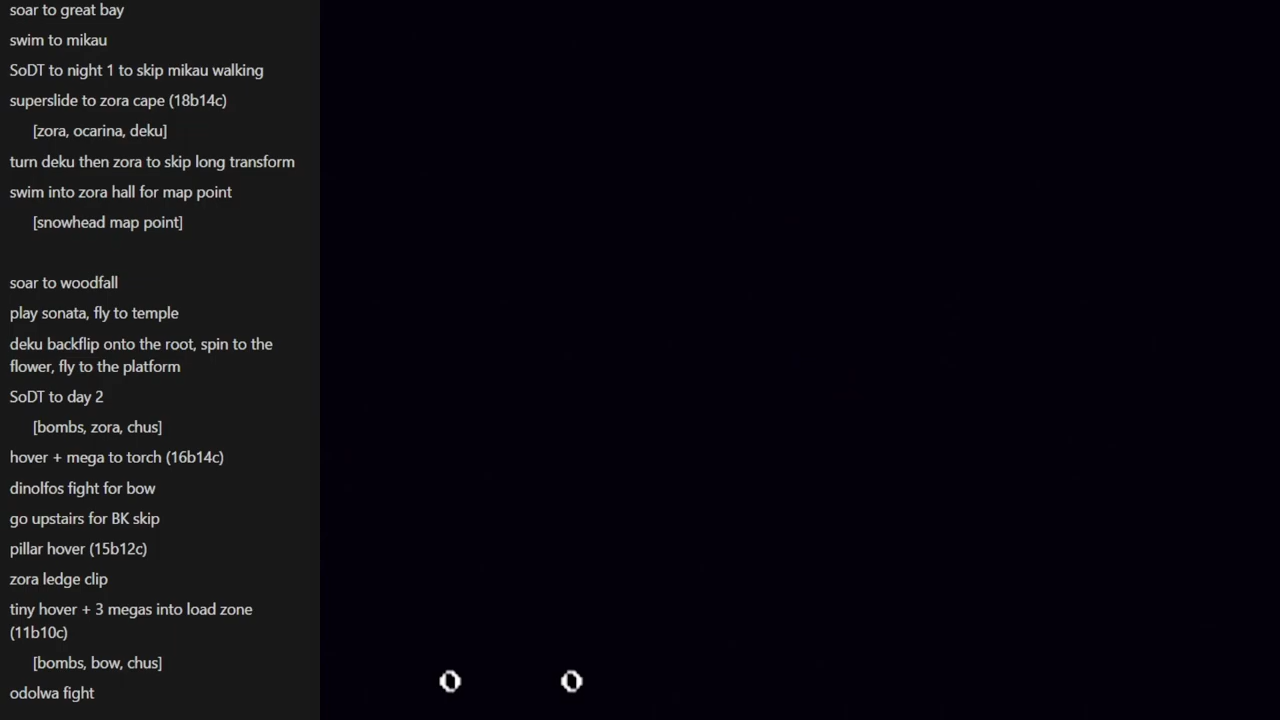 soar to great bay
swim to mikau
SoDT to night 1 to skip mikau walking
superslide to zora cape (18b14c)
[zora, ocarina, deku]
turn deku then zora to skip long transform
swim into zora hall for map point
[snowhead map point]
soar to woodfall
play sonata, fly to temple
deku backflip onto the root, spin to the
flower, fly to the platform
SoDT to day 2
[bombs, zora, chus]
hover + mega to torch (16b14c)
dinolfos fight for bow
go upstairs for BK skip
pillar hover (15b12c)
zora ledge clip
tiny hover + 3 megas into load zone
(11b10c)
[bombs, bow, chus]
odolwa fight
0 0